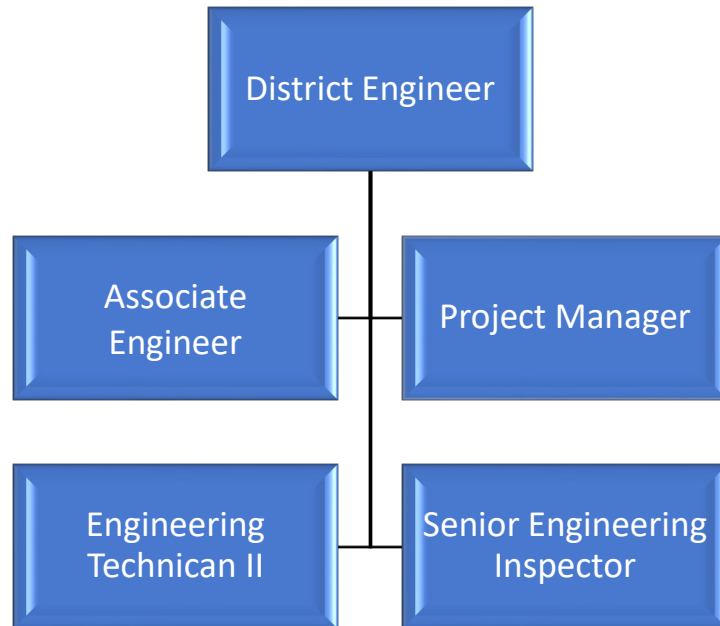 District Engineer
Associate
Engineer
Project Manager
Engineering
Technican II
Senior Engineering
Inspector